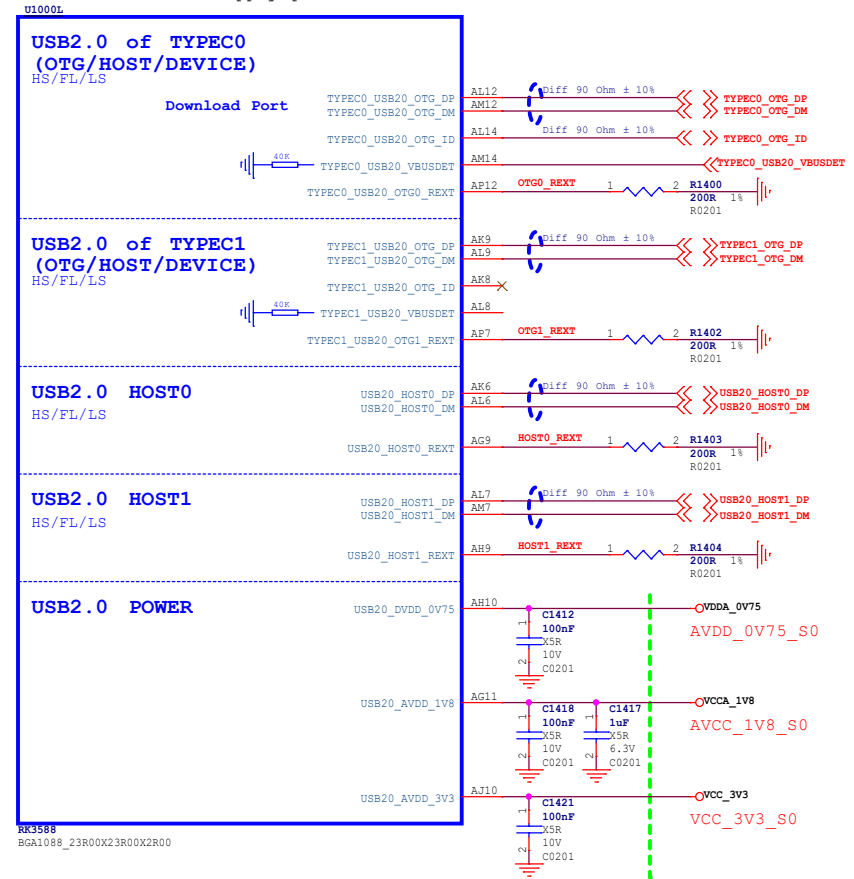 U1000L
USB2.0 of TYPEC0
(OTG/HOST/DEVICE)
HS/FL/LS
Download Port
TYPEC0_USB20_OTG_DP AL12 Diff 90 Ohm ± 10% TYPEC0_OTG_DP
TYPEC0_USB20_OTG_DM AM12 TYPEC0_OTG_DM
TYPEC0_USB20_OTG_ID AL14 Diff 90 Ohm ± 10% TYPEC0_OTG_ID
40K TYPEC0_USB20_VBUSDET AM14 TYPEC0_USB20_VBUSDET
TYPEC0_USB20_OTG0_REXT AP12 OTG0_REXT 1 2 R1400
200R 1%
R0201
USB2.0 of TYPEC1
(OTG/HOST/DEVICE)
HS/FL/LS
TYPEC1_USB20_OTG_DP AK9 Diff 90 Ohm ± 10% TYPEC1_OTG_DP
TYPEC1_USB20_OTG_DM AL9 TYPEC1_OTG_DM
TYPEC1_USB20_OTG_ID AK8
40K TYPEC1_USB20_VBUSDET AL8
TYPEC1_USB20_OTG1_REXT AP7 OTG1_REXT 1 2 R1402
200R 1%
R0201
USB2.0 HOST0
HS/FL/LS
USB20_HOST0_DP AK6 Diff 90 Ohm ± 10% USB20_HOST0_DP
USB20_HOST0_DM AL6 USB20_HOST0_DM
USB20_HOST0_REXT AG9 HOST0_REXT 1 2 R1403
200R 1%
R0201
USB2.0 HOST1
HS/FL/LS
USB20_HOST1_DP AL7 Diff 90 Ohm ± 10% USB20_HOST1_DP
USB20_HOST1_DM AM7 USB20_HOST1_DM
USB20_HOST1_REXT AH9 HOST1_REXT 1 2 R1404
200R 1%
R0201
USB2.0 POWER
USB20_DVDD_0V75 AH10 VDDA_0V75
AVDD_0V75_S0
1 2 C1412
100nF
X5R
10V
C0201
USB20_AVDD_1V8 AG11 VCCA_1V8
AVCC_1V8_S0
1 2 C1418
100nF
X5R
10V
C0201
1 2 C1417
1uF
X5R
6.3V
C0201
USB20_AVDD_3V3 AJ10 VCC_3V3
VCC_3V3_S0
1 2 C1421
100nF
X5R
10V
C0201
RK3588
BGA1088_23R00X23R00X2R00